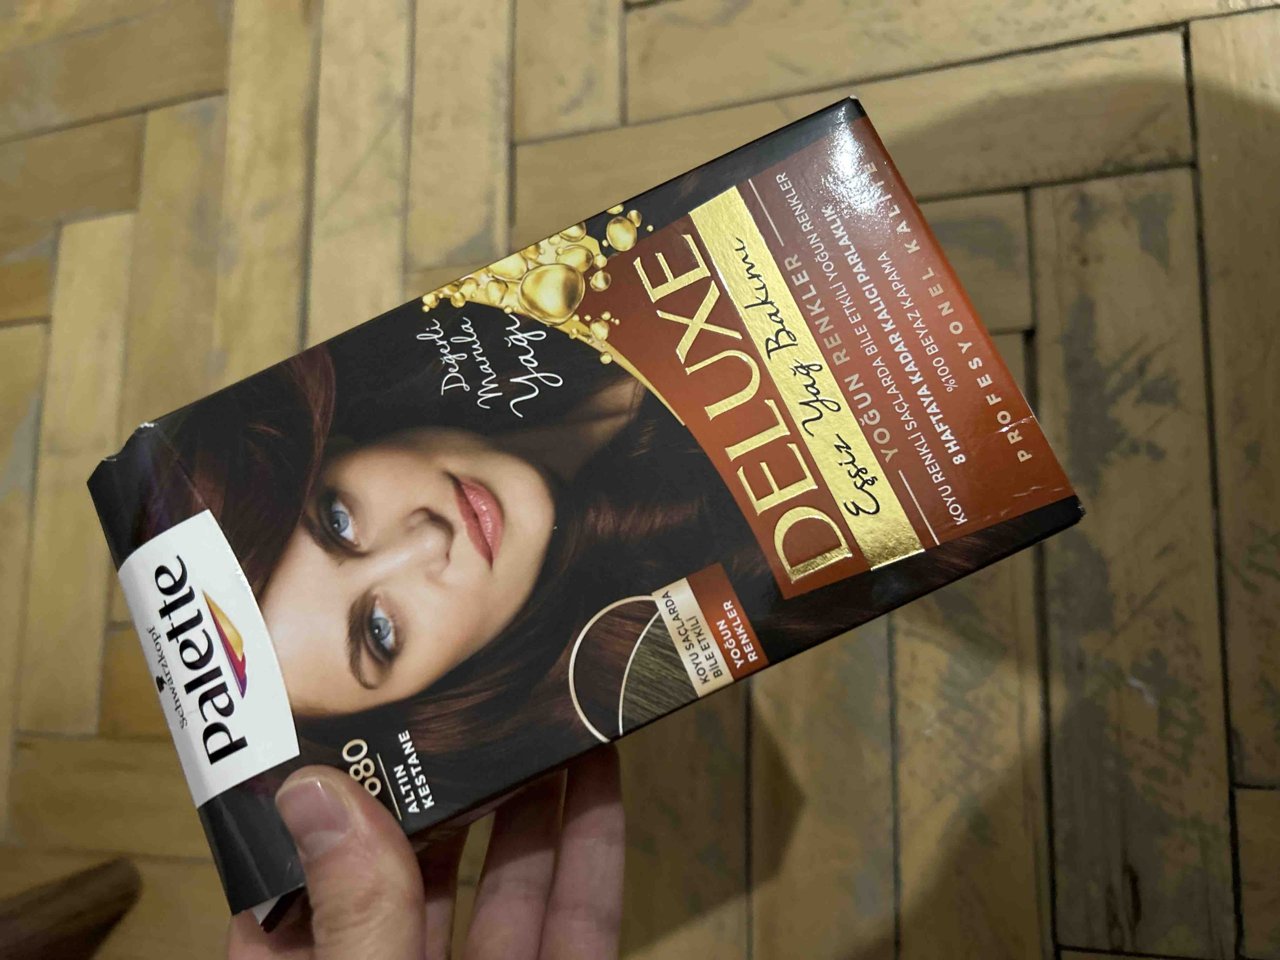 Schwarzkopf
palette
880
ALTIN
KESTANE
Değerli
Marula
Yağı
KOYU SAÇLARDA
BİLE ETKİLİ
YOĞUN
RENKLER
DELUXE
Eşsiz Yağ Bakımı
YOĞUN RENKLER
KOYU RENKLİ SAÇLARDA BİLE ETKİLİ YOĞUN RENKLER
8 HAFTAYA KADAR KALICI PARLAKLIK
%100 BEYAZ KAPAMA
PROFESYONEL KALİTE